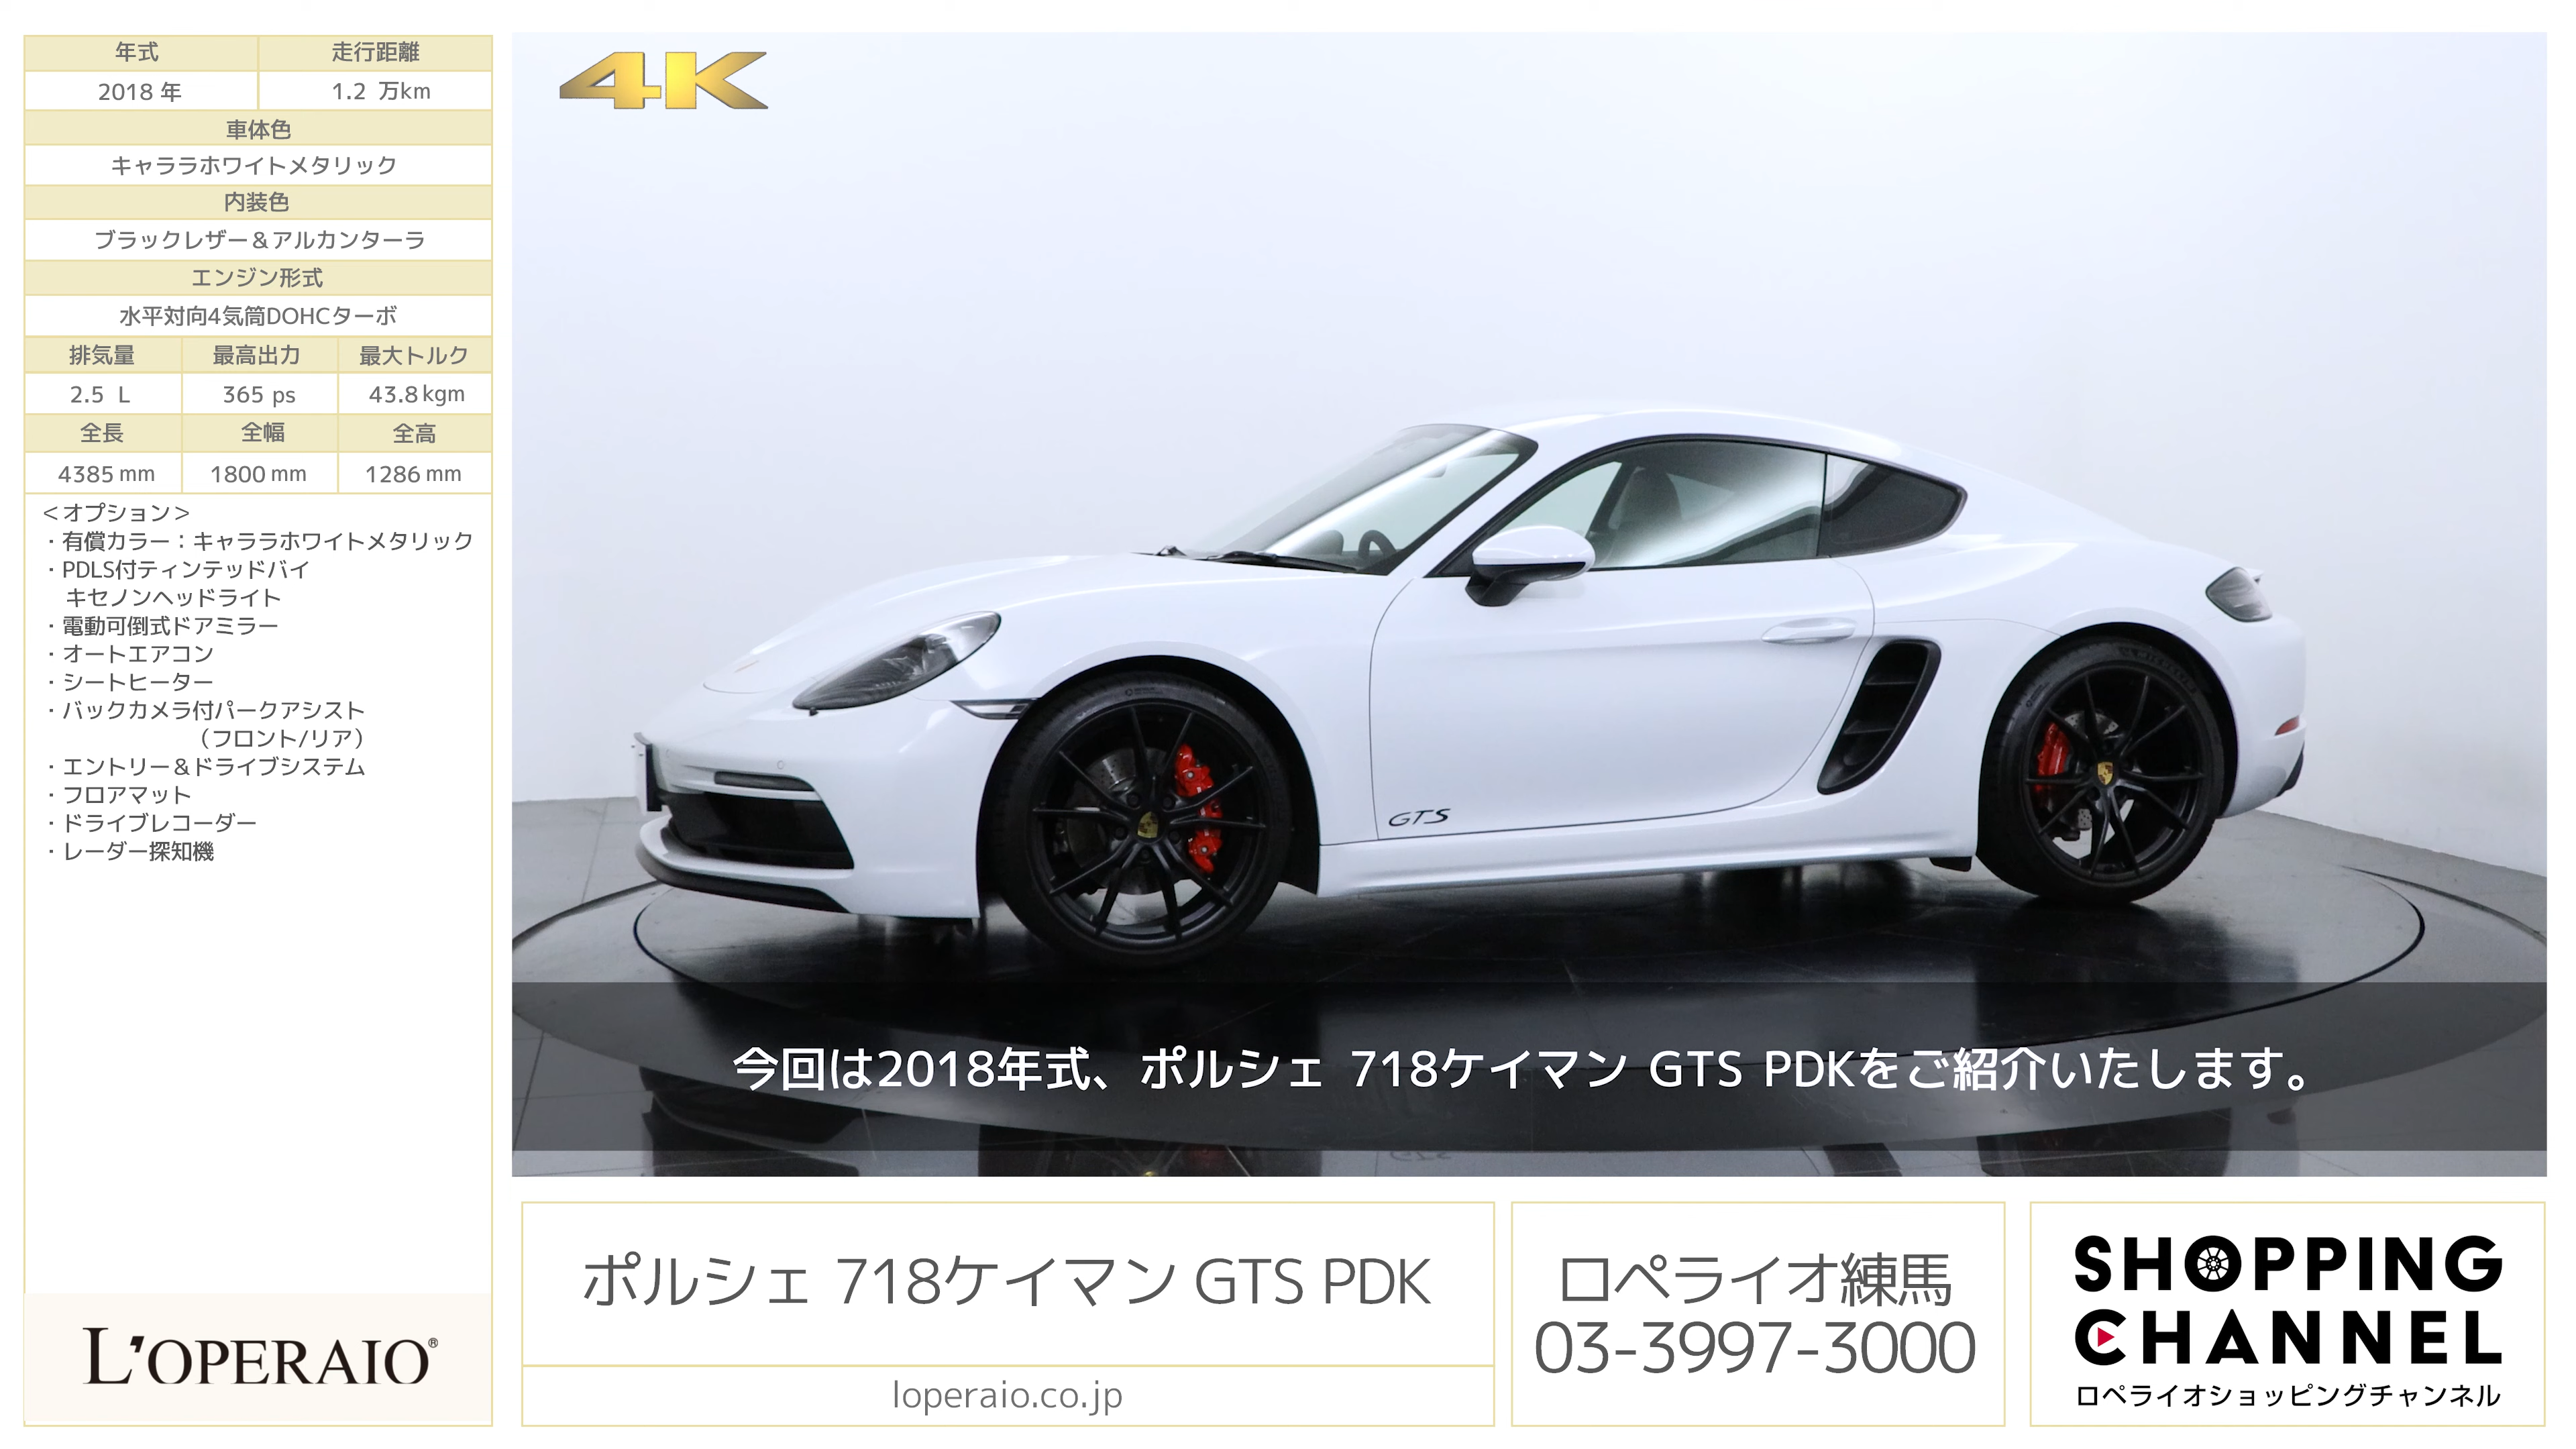 年式 走行距離
2018 年 1.2 万km
車体色
キャララホワイトメタリック
内装色
ブラックレザー＆アルカンターラ
エンジン形式
水平対向4気筒DOHCターボ
排気量 最高出力 最大トルク
2.5 L 365 ps 43.8 kgm
全長 全幅 全高
4385 mm 1800 mm 1286 mm
＜オプション＞
・有償カラー：キャララホワイトメタリック
・PDLS付ティンテッドバイ
キセノンヘッドライト
・電動可倒式ドアミラー
・オートエアコン
・シートヒーター
・バックカメラ付パークアシスト
（フロント/リア）
・エントリー＆ドライブシステム
・フロアマット
・ドライブレコーダー
・レーダー探知機
L'OPERAIO®
4K
GTS
今回は2018年式、ポルシェ 718ケイマン GTS PDKをご紹介いたします。
ポルシェ 718ケイマン GTS PDK
loperaio.co.jp
ロペライオ練馬
03-3997-3000
SHOPPING
CHANNEL
ロペライオショッピングチャンネル